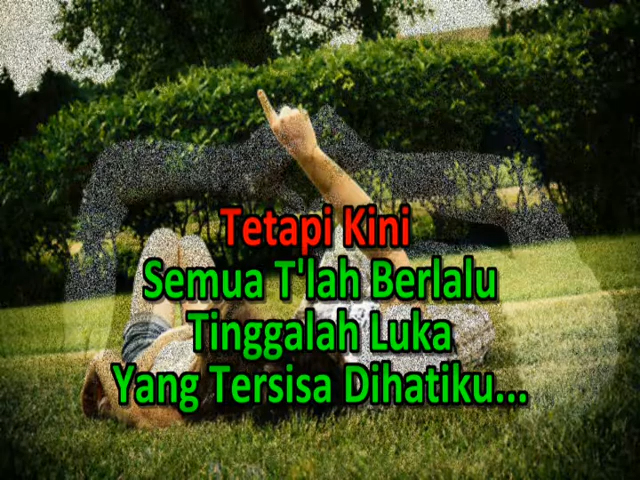 Tetapi Kini
Semua T'lah Berlalu
Tinggalah Luka
Yang Tersisa Dihatiku...